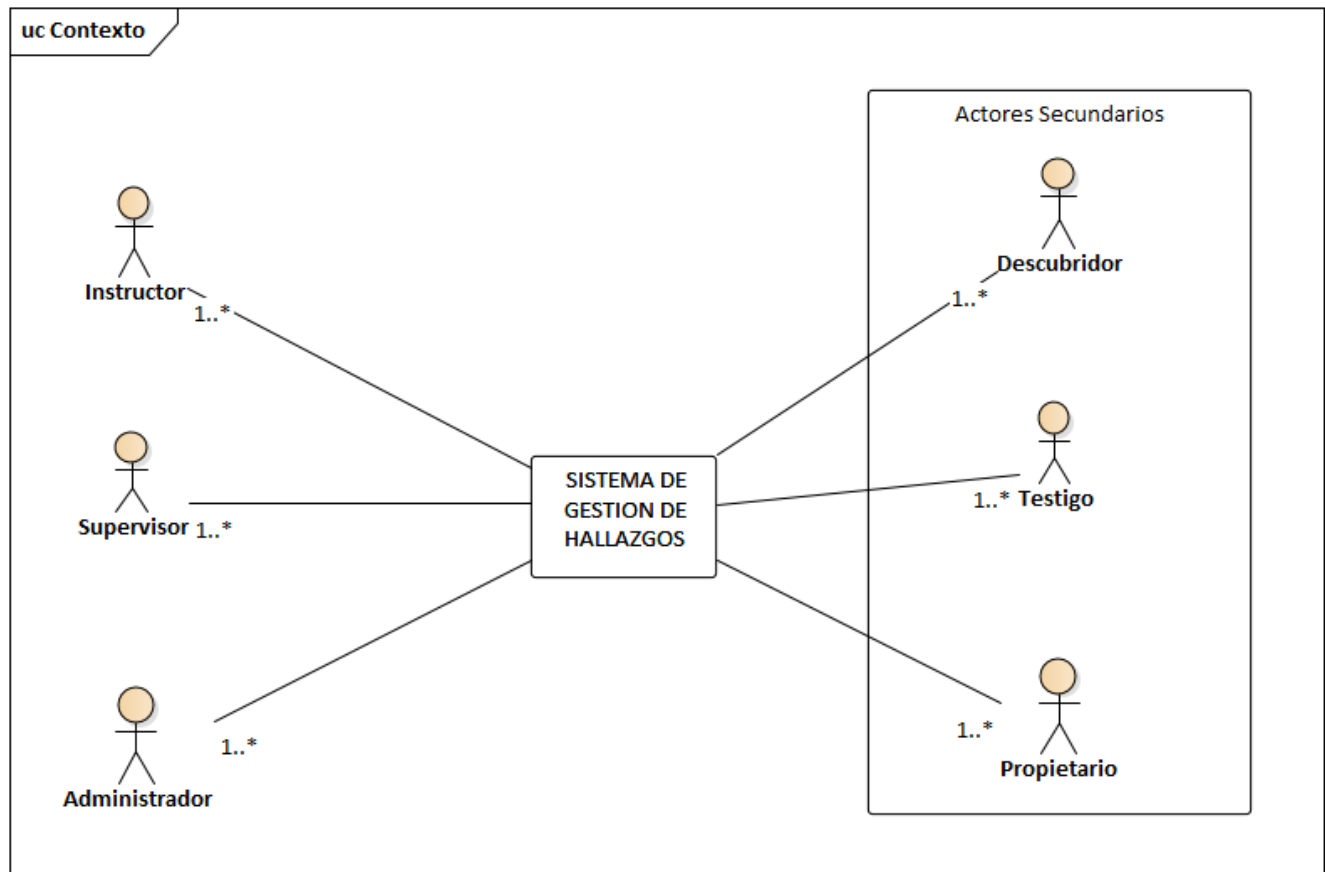 uc Contexto
Actores Secundarios
Instructor
1..*
Descubridor
1..*
Supervisor
1..*
SISTEMA DE
GESTION DE
HALLAZGOS
1..*
Testigo
Administrador
1..*
1..*
Propietario